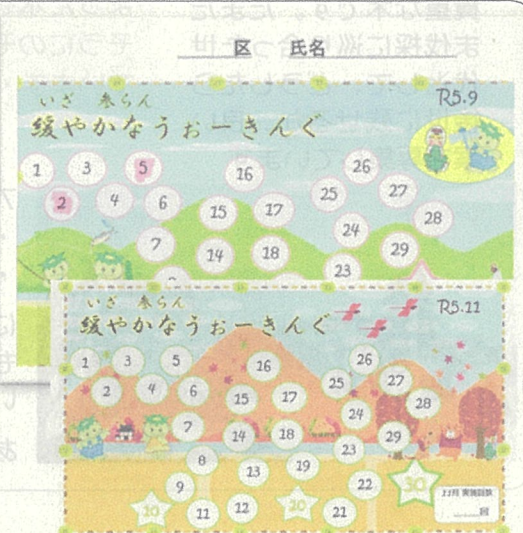 区 氏名
いざ 参らん
R5.9
緩やかなうぉーきんぐ
1 3 5 16 26
2 4 6 15 17 25 27
7 14 18 24 28
23 29
いざ 参らん
R5.11
緩やかなうぉーきんぐ
1 3 5 16 26
2 4 6 15 17 25 27
7 14 18 24 28
8 13 19 23 29
9 22 30
10 11 12 20 21
11月 実施回数
回